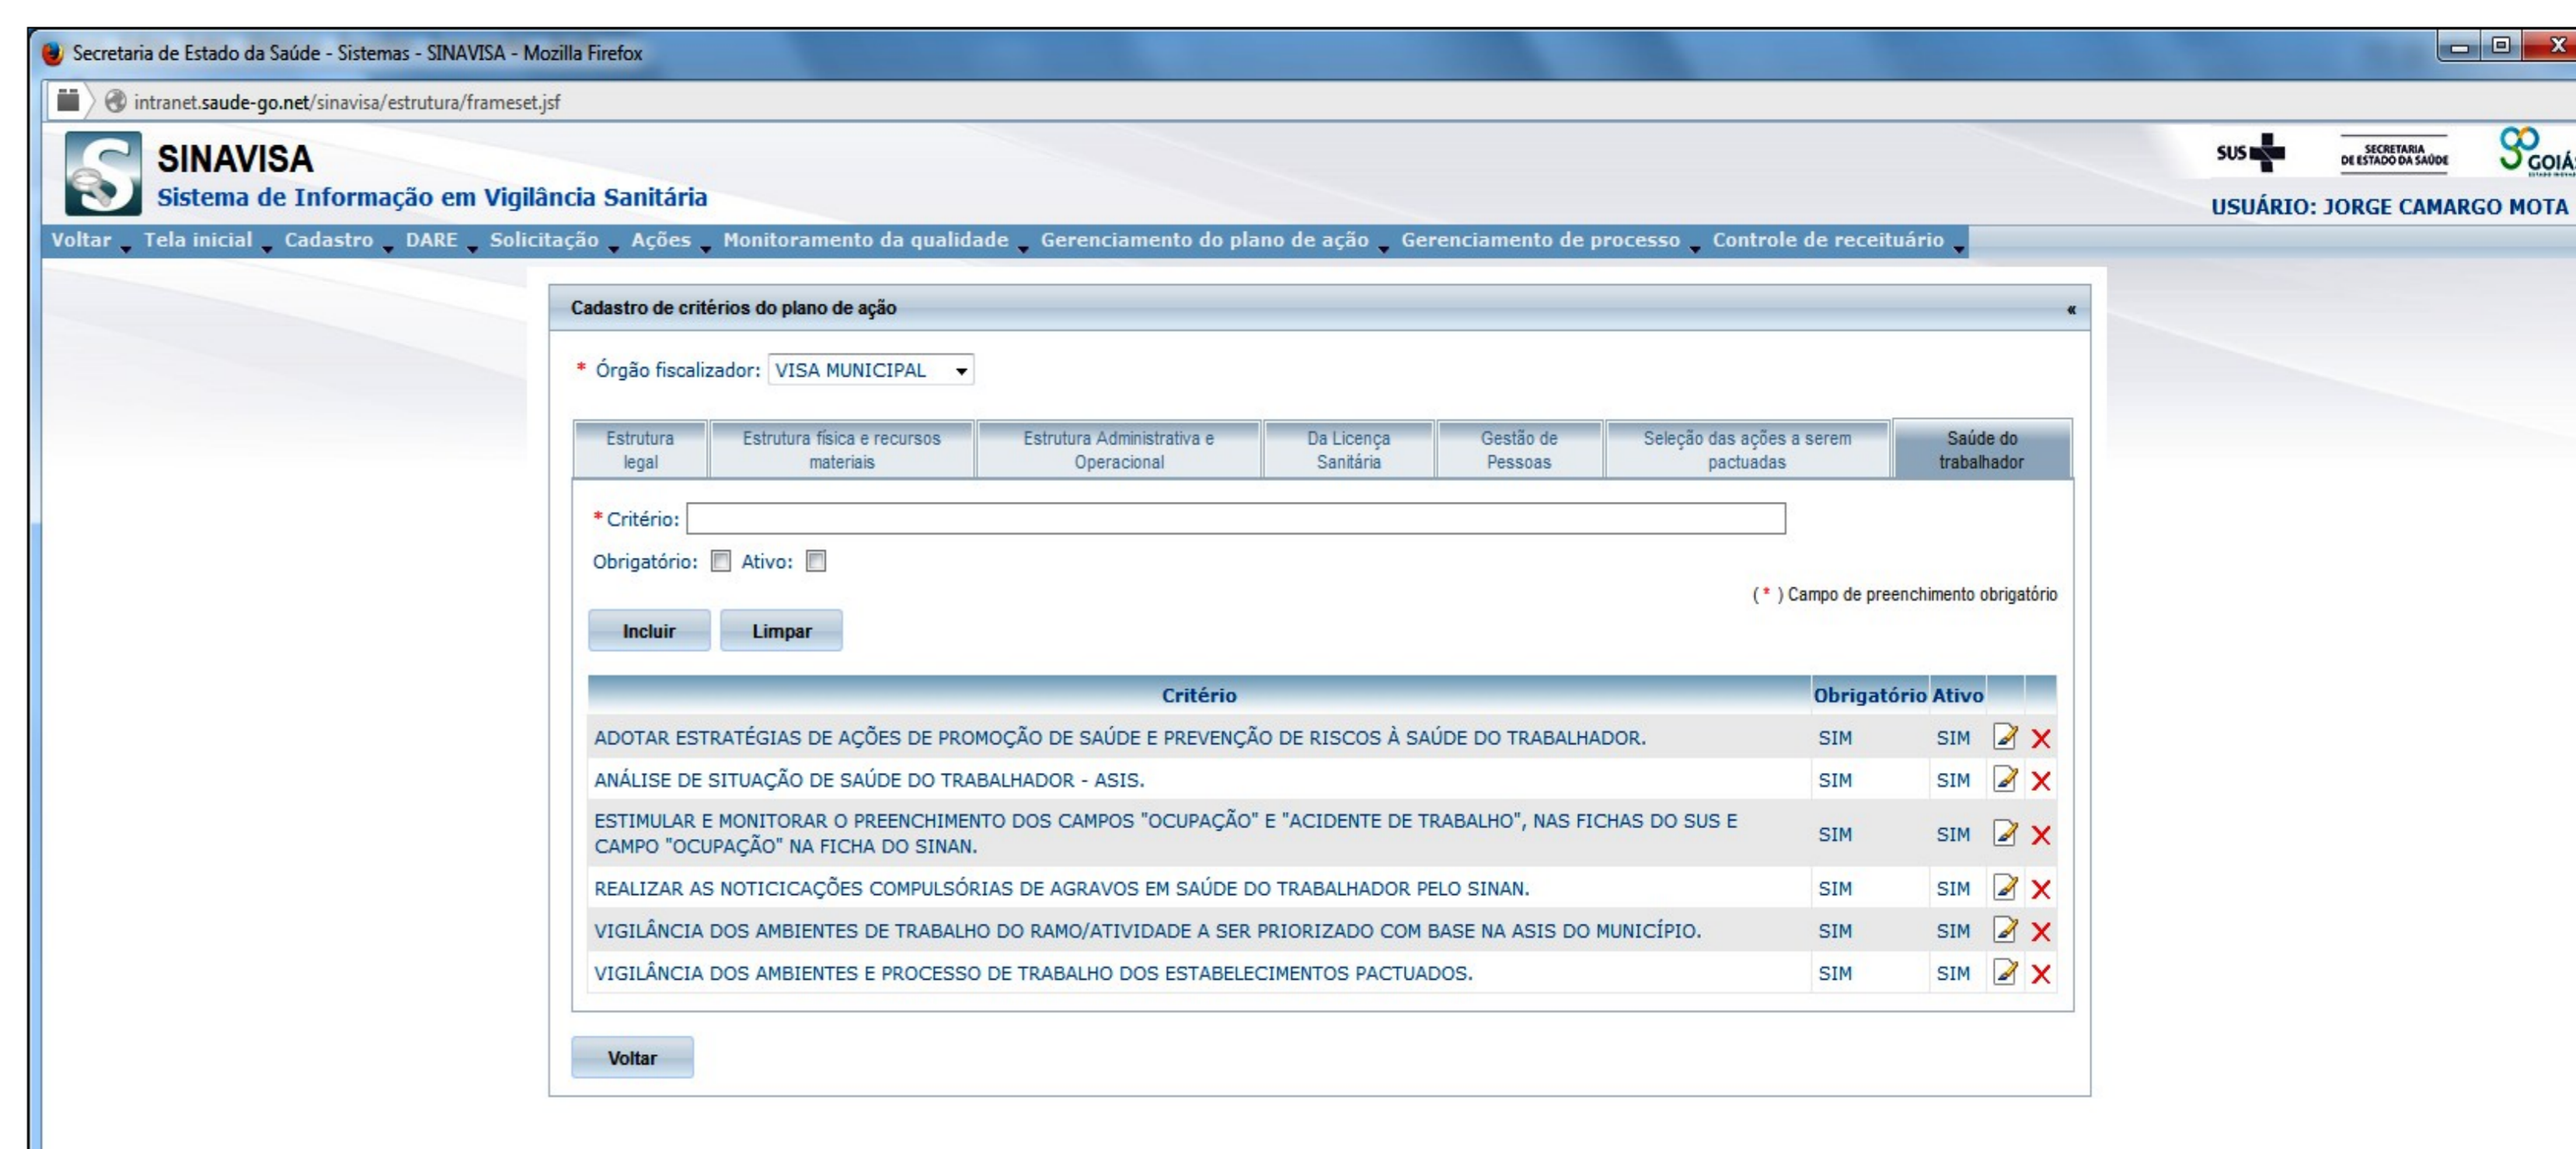 Secretaria de Estado da Saúde - Sistemas - SINAVISA - Mozilla Firefox
intranet.saude-go.net/sinavisa/estrutura/frameset.jsf
SINAVISA
Sistema de Informação em Vigilância Sanitária
SUS
SECRETARIA
DE ESTADO DA SAÚDE
USUÁRIO: JORGE CAMARGO MOTA
Voltar Tela inicial Cadastro DARE Solicitação Ações Monitoramento da qualidade Gerenciamento do plano de ação Gerenciamento de processo Controle de receituário
Cadastro de critérios do plano de ação «
* Órgão fiscalizador: VISA MUNICIPAL
Estrutura legal
Estrutura física e recursos materiais
Estrutura Administrativa e Operacional
Da Licença Sanitária
Gestão de Pessoas
Seleção das ações a serem pactuadas
Saúde do trabalhador
* Critério:
Obrigatório: Ativo:
( * ) Campo de preenchimento obrigatório
Incluir Limpar
Critério Obrigatório Ativo
ADOTAR ESTRATÉGIAS DE AÇÕES DE PROMOÇÃO DE SAÚDE E PREVENÇÃO DE RISCOS À SAÚDE DO TRABALHADOR. SIM SIM
ANÁLISE DE SITUAÇÃO DE SAÚDE DO TRABALHADOR - ASIS. SIM SIM
ESTIMULAR E MONITORAR O PREENCHIMENTO DOS CAMPOS "OCUPAÇÃO" E "ACIDENTE DE TRABALHO", NAS FICHAS DO SUS E
CAMPO "OCUPAÇÃO" NA FICHA DO SINAN. SIM SIM
REALIZAR AS NOTICICAÇÕES COMPULSÓRIAS DE AGRAVOS EM SAÚDE DO TRABALHADOR PELO SINAN. SIM SIM
VIGILÂNCIA DOS AMBIENTES DE TRABALHO DO RAMO/ATIVIDADE A SER PRIORIZADO COM BASE NA ASIS DO MUNICÍPIO. SIM SIM
VIGILÂNCIA DOS AMBIENTES E PROCESSO DE TRABALHO DOS ESTABELECIMENTOS PACTUADOS. SIM SIM
Voltar